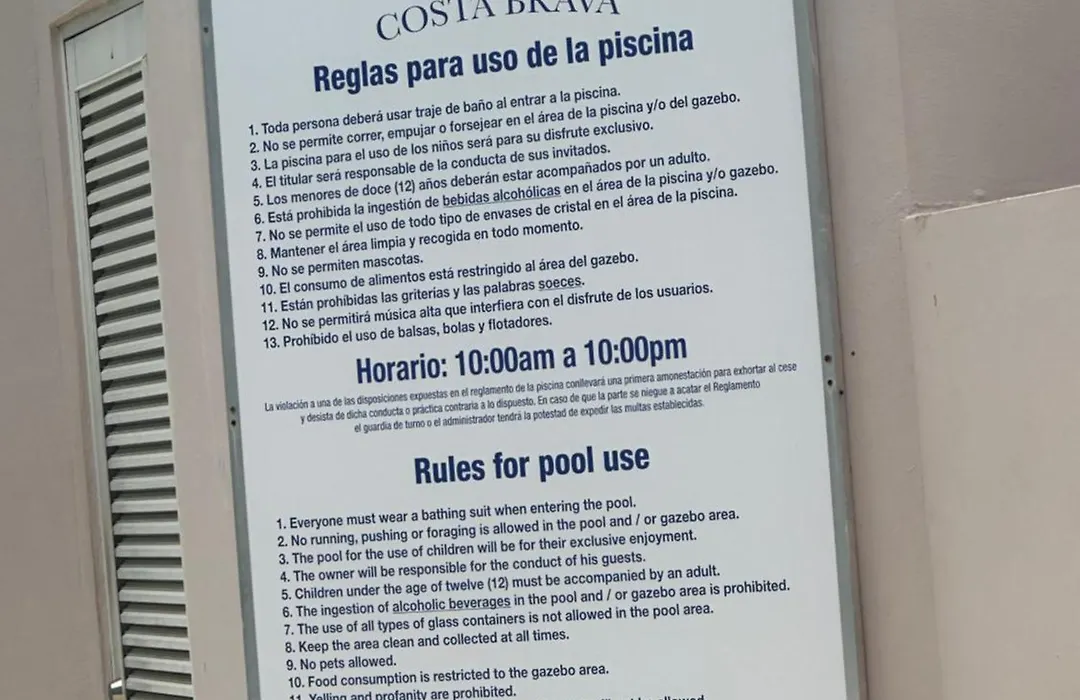 COSTA BRAVA
Reglas para uso de la piscina
1. Toda persona deberá usar traje de baño al entrar a la piscina.
2. No se permite correr, empujar o forsejear en el área de la piscina y/o del gazebo.
3. La piscina para el uso de los niños será para su disfrute exclusivo.
4. El titular será responsable de la conducta de sus invitados.
5. Los menores de doce (12) años deberán estar acompañados por un adulto.
6. Está prohibida la ingestión de bebidas alcohólicas en el área de la piscina y/o gazebo.
7. No se permite el uso de todo tipo de envases de cristal en el área de la piscina.
8. Mantener el área limpia y recogida en todo momento.
9. No se permiten mascotas.
10. El consumo de alimentos está restringido al área del gazebo.
11. Están prohibidas las griterías y las palabras soeces.
12. No se permitirá música alta que interfiera con el disfrute de los usuarios.
13. Prohíbido el uso de balsas, bolas y flotadores.
Horario: 10:00am a 10:00pm
La violación a una de las disposiciones expuestas en el reglamento de la piscina conllevará una primera amonestación para exhortar al cese
y desista de dicha conducta o práctica contraria a lo dispuesto. En caso de que la parte se niegue a acatar el Reglamento
el guardia de turno o el administrador tendrá la potestad de expedir las multas establecidas.
Rules for pool use
1. Everyone must wear a bathing suit when entering the pool.
2. No running, pushing or foraging is allowed in the pool and / or gazebo area.
3. The pool for the use of children will be for their exclusive enjoyment.
4. The owner will be responsible for the conduct of his guests.
5. Children under the age of twelve (12) must be accompanied by an adult.
6. The ingestion of alcoholic beverages in the pool and / or gazebo area is prohibited.
7. The use of all types of glass containers is not allowed in the pool area.
8. Keep the area clean and collected at all times.
9. No pets allowed.
10. Food consumption is restricted to the gazebo area.
11. Yelling and profanity are prohibited.
allowed